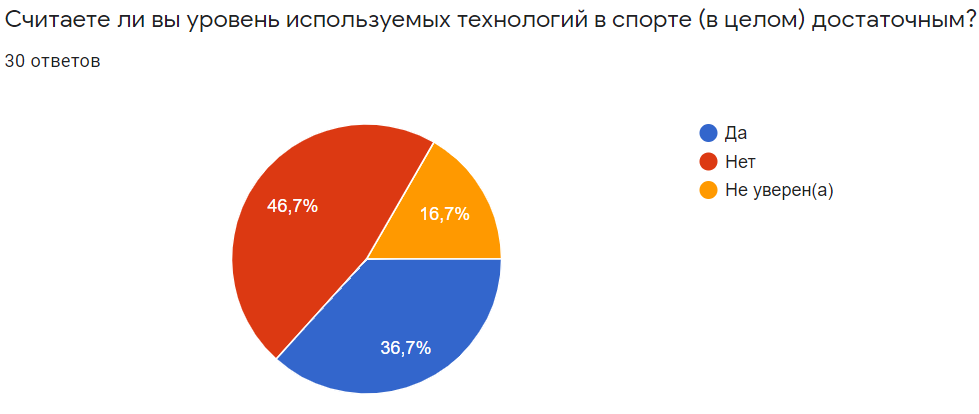 Считаете ли вы уровень используемых технологий в спорте (в целом) достаточным?
30 ответов
Да
Нет
Не уверен(а)
46,7%
16,7%
36,7%